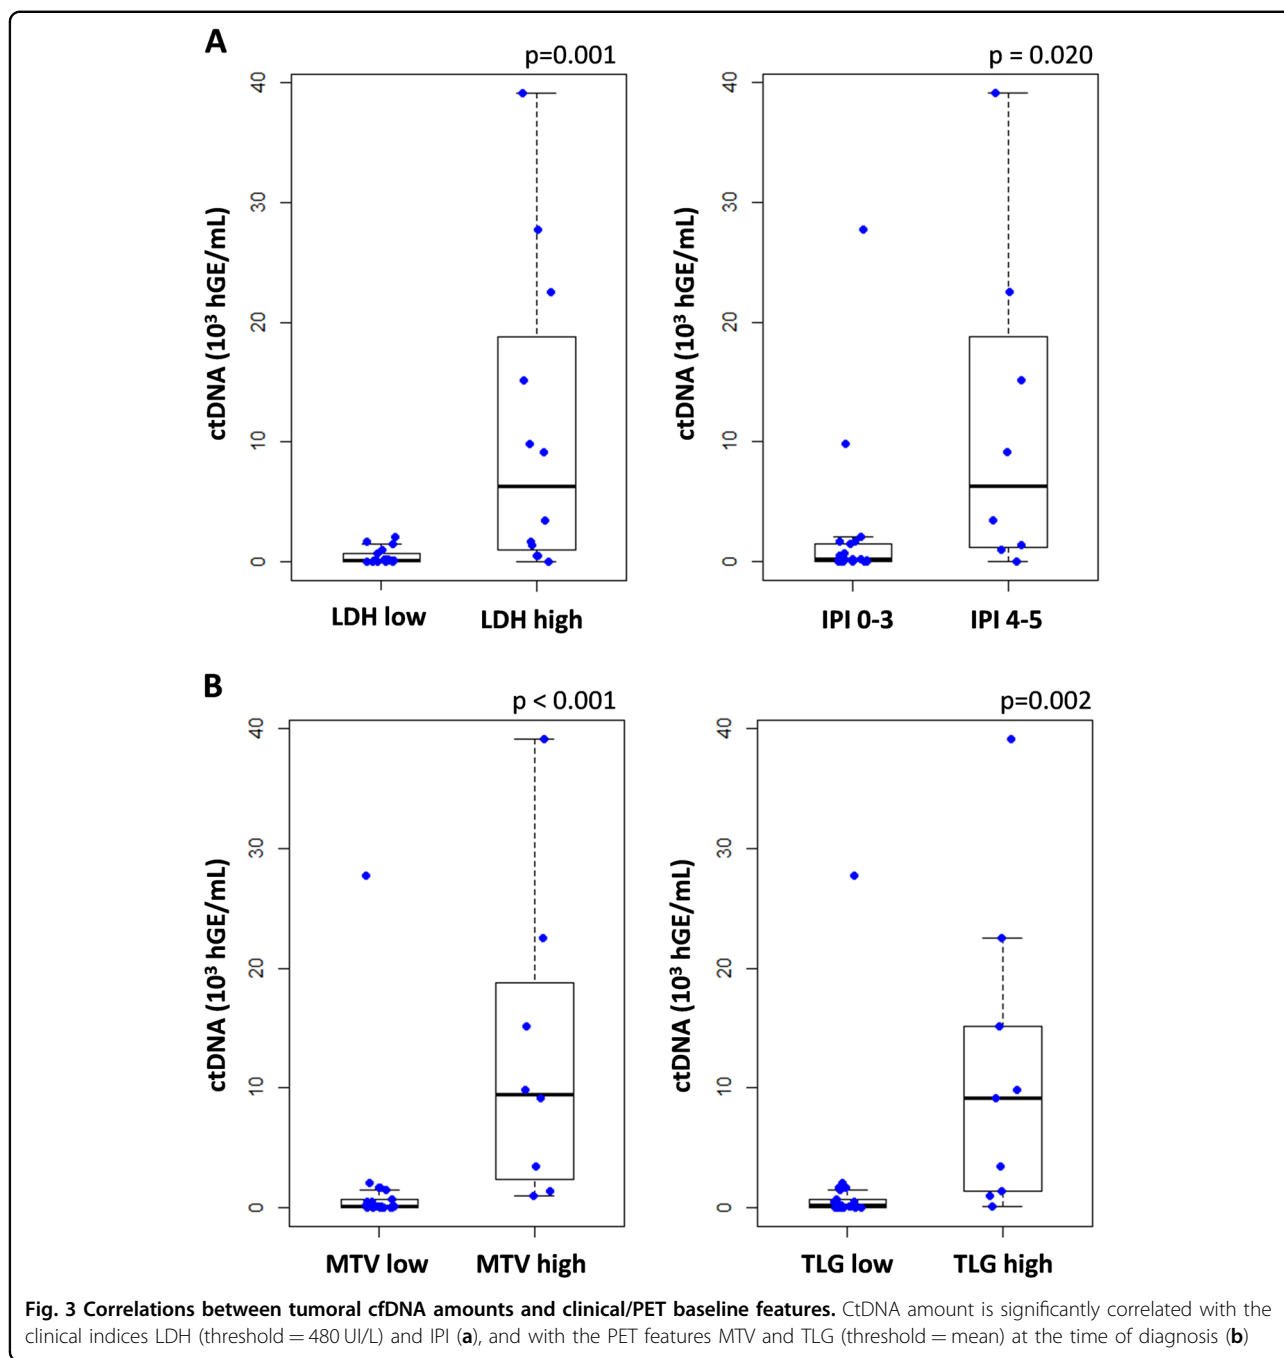 A
p=0.001
p = 0.020
ctDNA (10³ hGE/mL)
40
30
20
10
0
LDH low
LDH high
ctDNA (10³ hGE/mL)
40
30
20
10
0
IPI 0-3
IPI 4-5
B
p < 0.001
p=0.002
ctDNA (10³ hGE/mL)
40
30
20
10
0
MTV low
MTV high
ctDNA (10³ hGE/mL)
40
30
20
10
0
TLG low
TLG high
Fig. 3 Correlations between tumoral cfDNA amounts and clinical/PET baseline features. CtDNA amount is significantly correlated with the
clinical indices LDH (threshold = 480 UI/L) and IPI (a), and with the PET features MTV and TLG (threshold = mean) at the time of diagnosis (b)